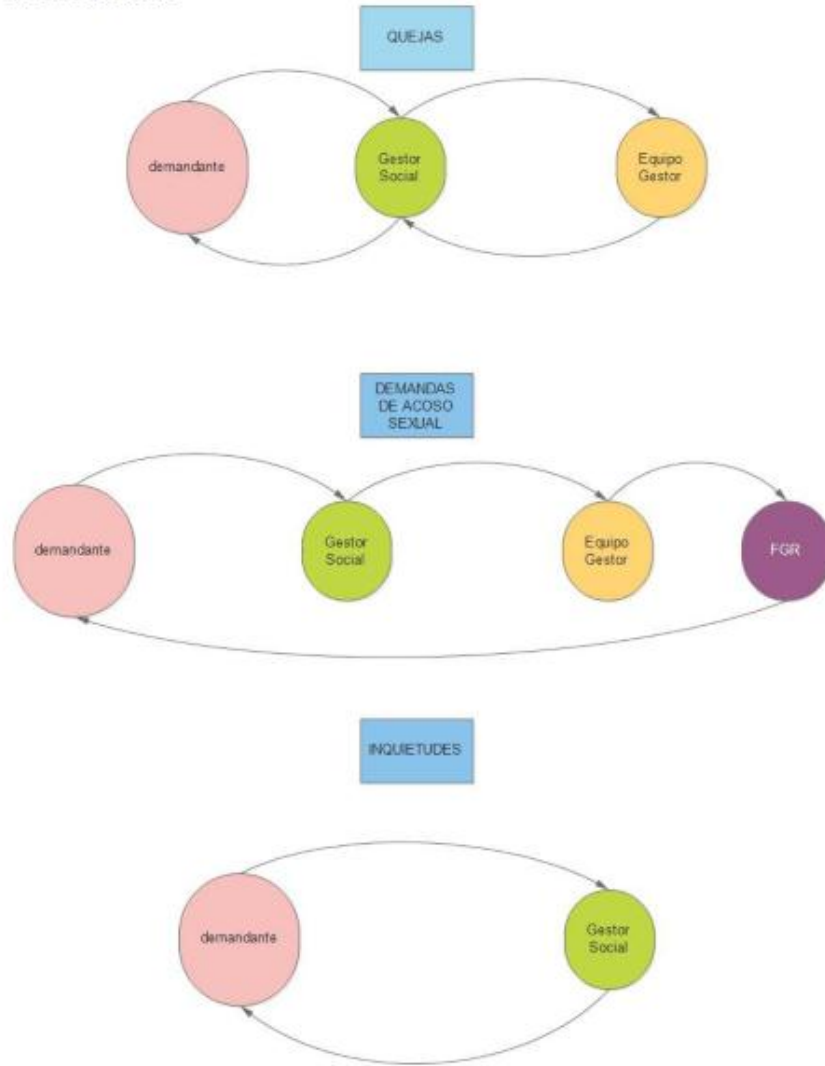 QUEJAS
demandante
Gestor
Social
Equipo
Gestor
DEMANDAS
DE ACOSO
SEXUAL
demandante
Gestor
Social
Equipo
Gestor
FGR
INQUIETUDES
demandante
Gestor
Social